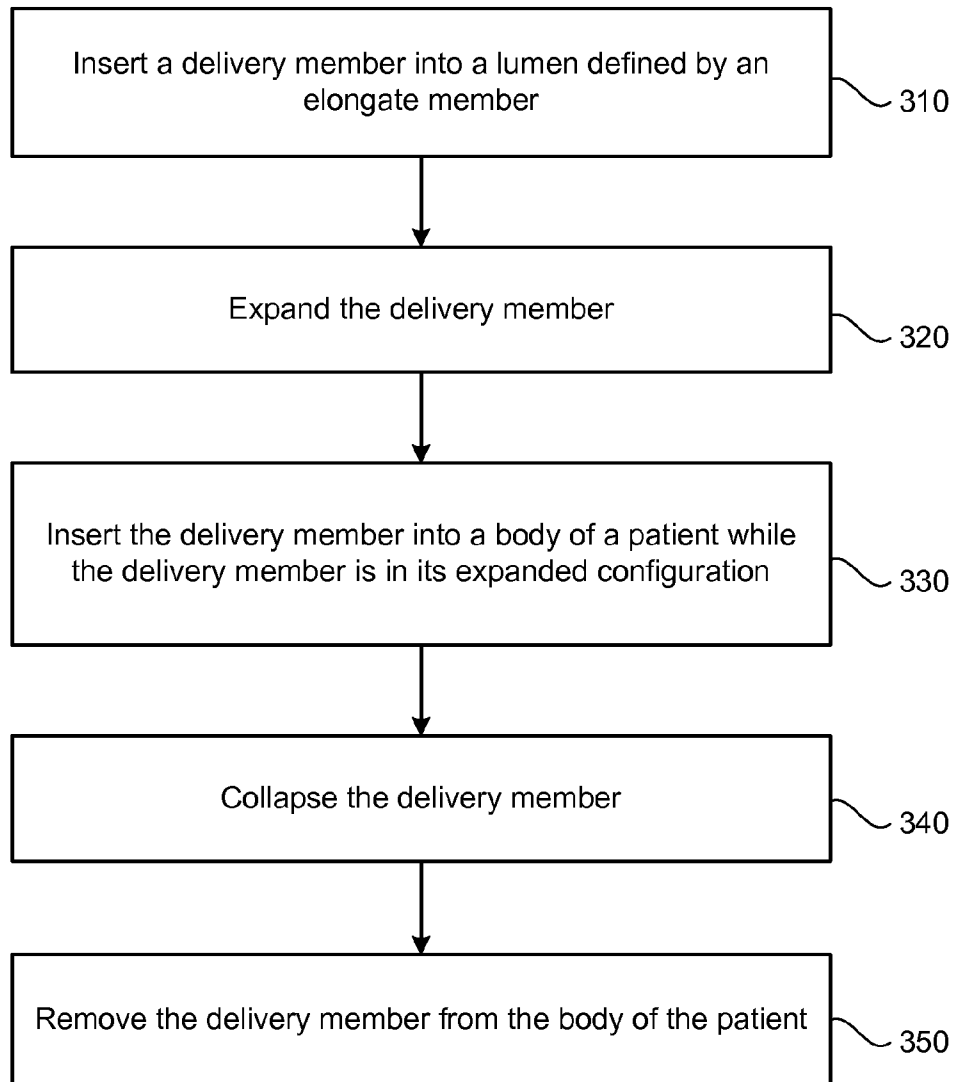 Insert a delivery member into a lumen defined by an
elongate member
310
Expand the delivery member
320
Insert the delivery member into a body of a patient while
the delivery member is in its expanded configuration
330
Collapse the delivery member
340
Remove the delivery member from the body of the patient
350